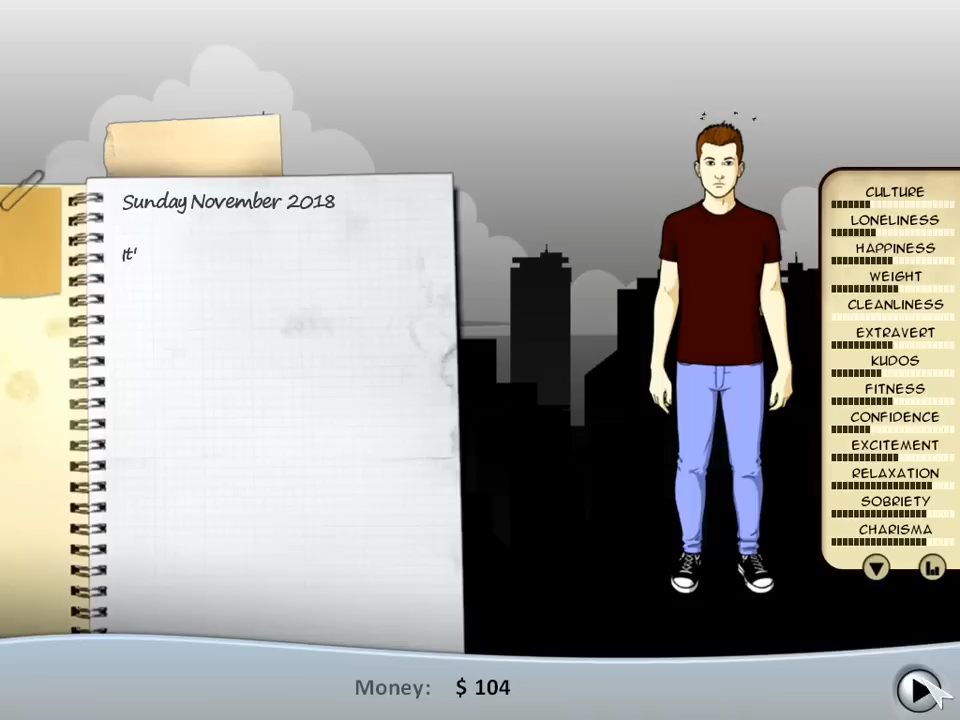 Sunday November 2018
It'
CULTURE
LONELINESS
HAPPINESS
WEIGHT
CLEANLINESS
EXTRAVERT
KUDOS
FITNESS
CONFIDENCE
EXCITEMENT
RELAXATION
SOBRIETY
CHARISMA
Money: $ 104